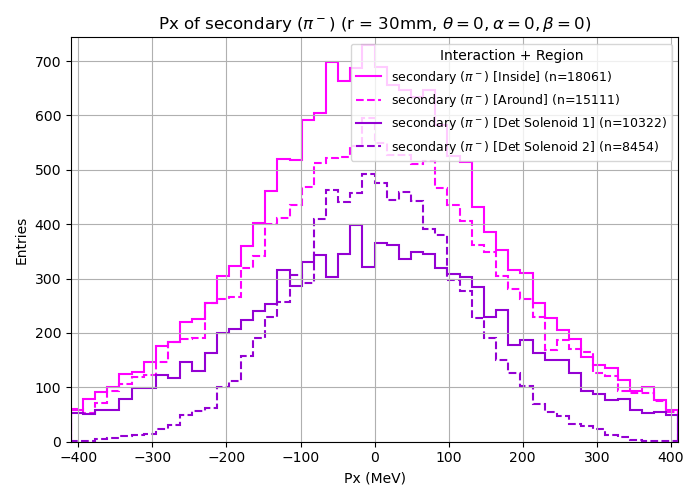 Px of secondary (π⁻) (r = 30mm, θ = 0, α = 0, β = 0)
Interaction + Region
secondary (π⁻) [Inside] (n=18061)
secondary (π⁻) [Around] (n=15111)
secondary (π⁻) [Det Solenoid 1] (n=10322)
secondary (π⁻) [Det Solenoid 2] (n=8454)
Entries
700
600
500
400
300
200
100
0
−400 −300 −200 −100 0 100 200 300 400
Px (MeV)